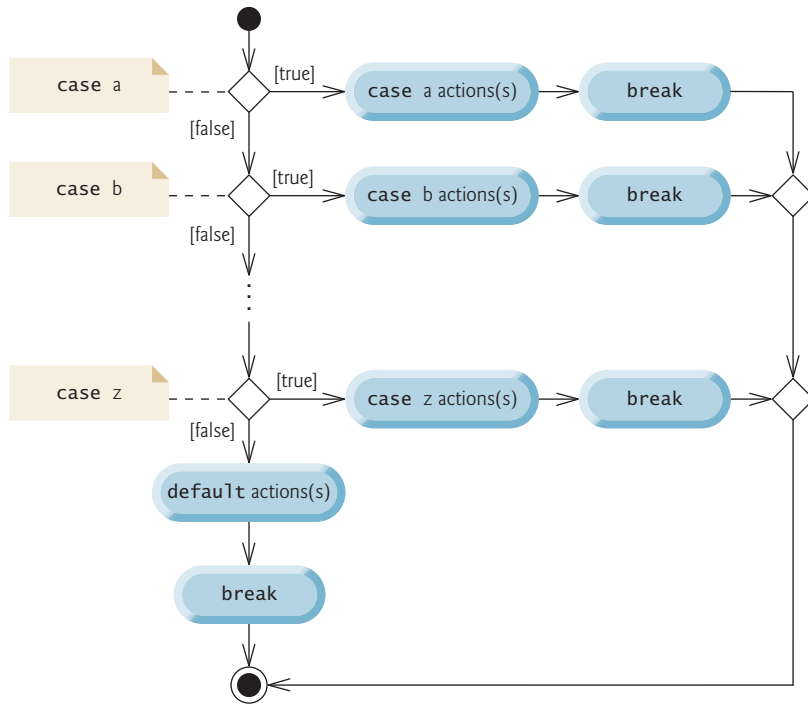 case a
[true]
case a actions(s)
break
[false]
case b
[true]
case b actions(s)
break
[false]
case z
[true]
case z actions(s)
break
[false]
default actions(s)
break